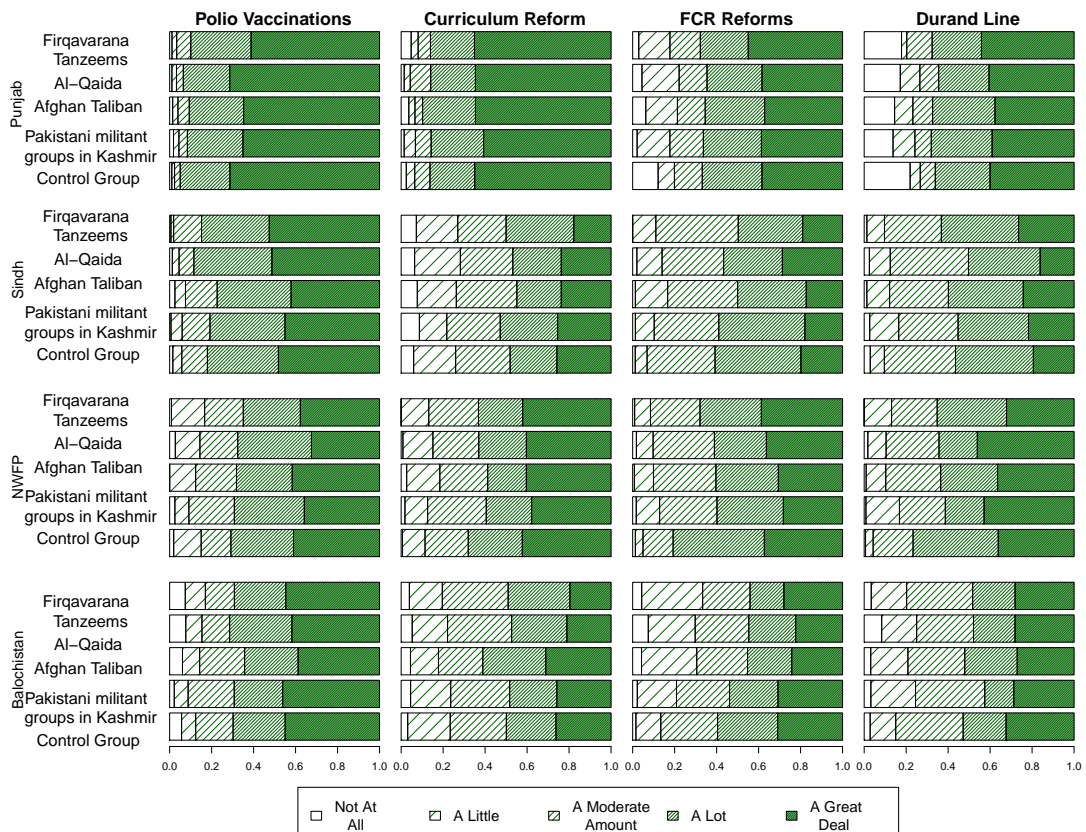 Polio Vaccinations Curriculum Reform FCR Reforms Durand Line
Punjab
Firqavarana
Tanzeems
Al−Qaida
Afghan Taliban
Pakistani militant
groups in Kashmir
Control Group
Sindh
Firqavarana
Tanzeems
Al−Qaida
Afghan Taliban
Pakistani militant
groups in Kashmir
Control Group
NWFP
Firqavarana
Tanzeems
Al−Qaida
Afghan Taliban
Pakistani militant
groups in Kashmir
Control Group
Balochistan
Firqavarana
Tanzeems
Al−Qaida
Afghan Taliban
Pakistani militant
groups in Kashmir
Control Group
0.0 0.2 0.4 0.6 0.8 1.0 0.0 0.2 0.4 0.6 0.8 1.0 0.0 0.2 0.4 0.6 0.8 1.0 0.0 0.2 0.4 0.6 0.8 1.0
Not At
All
A Little
A Moderate
Amount
A Lot
A Great
Deal